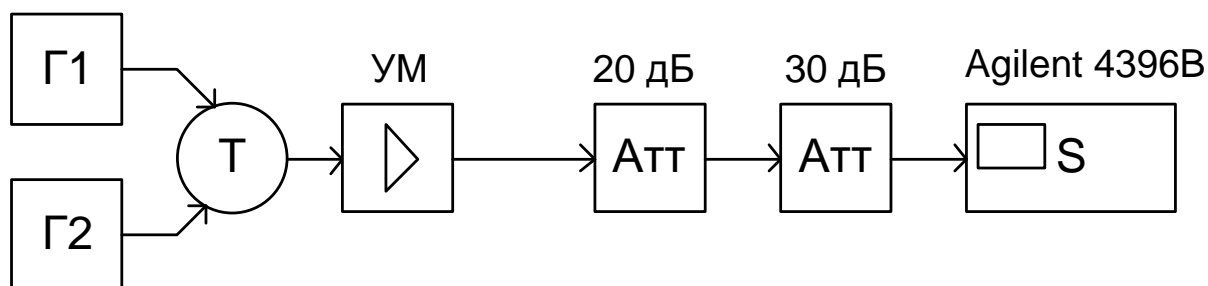 Г1
УМ
20 дБ
30 дБ
Agilent 4396B
Т
Атт
Атт
S
Г2